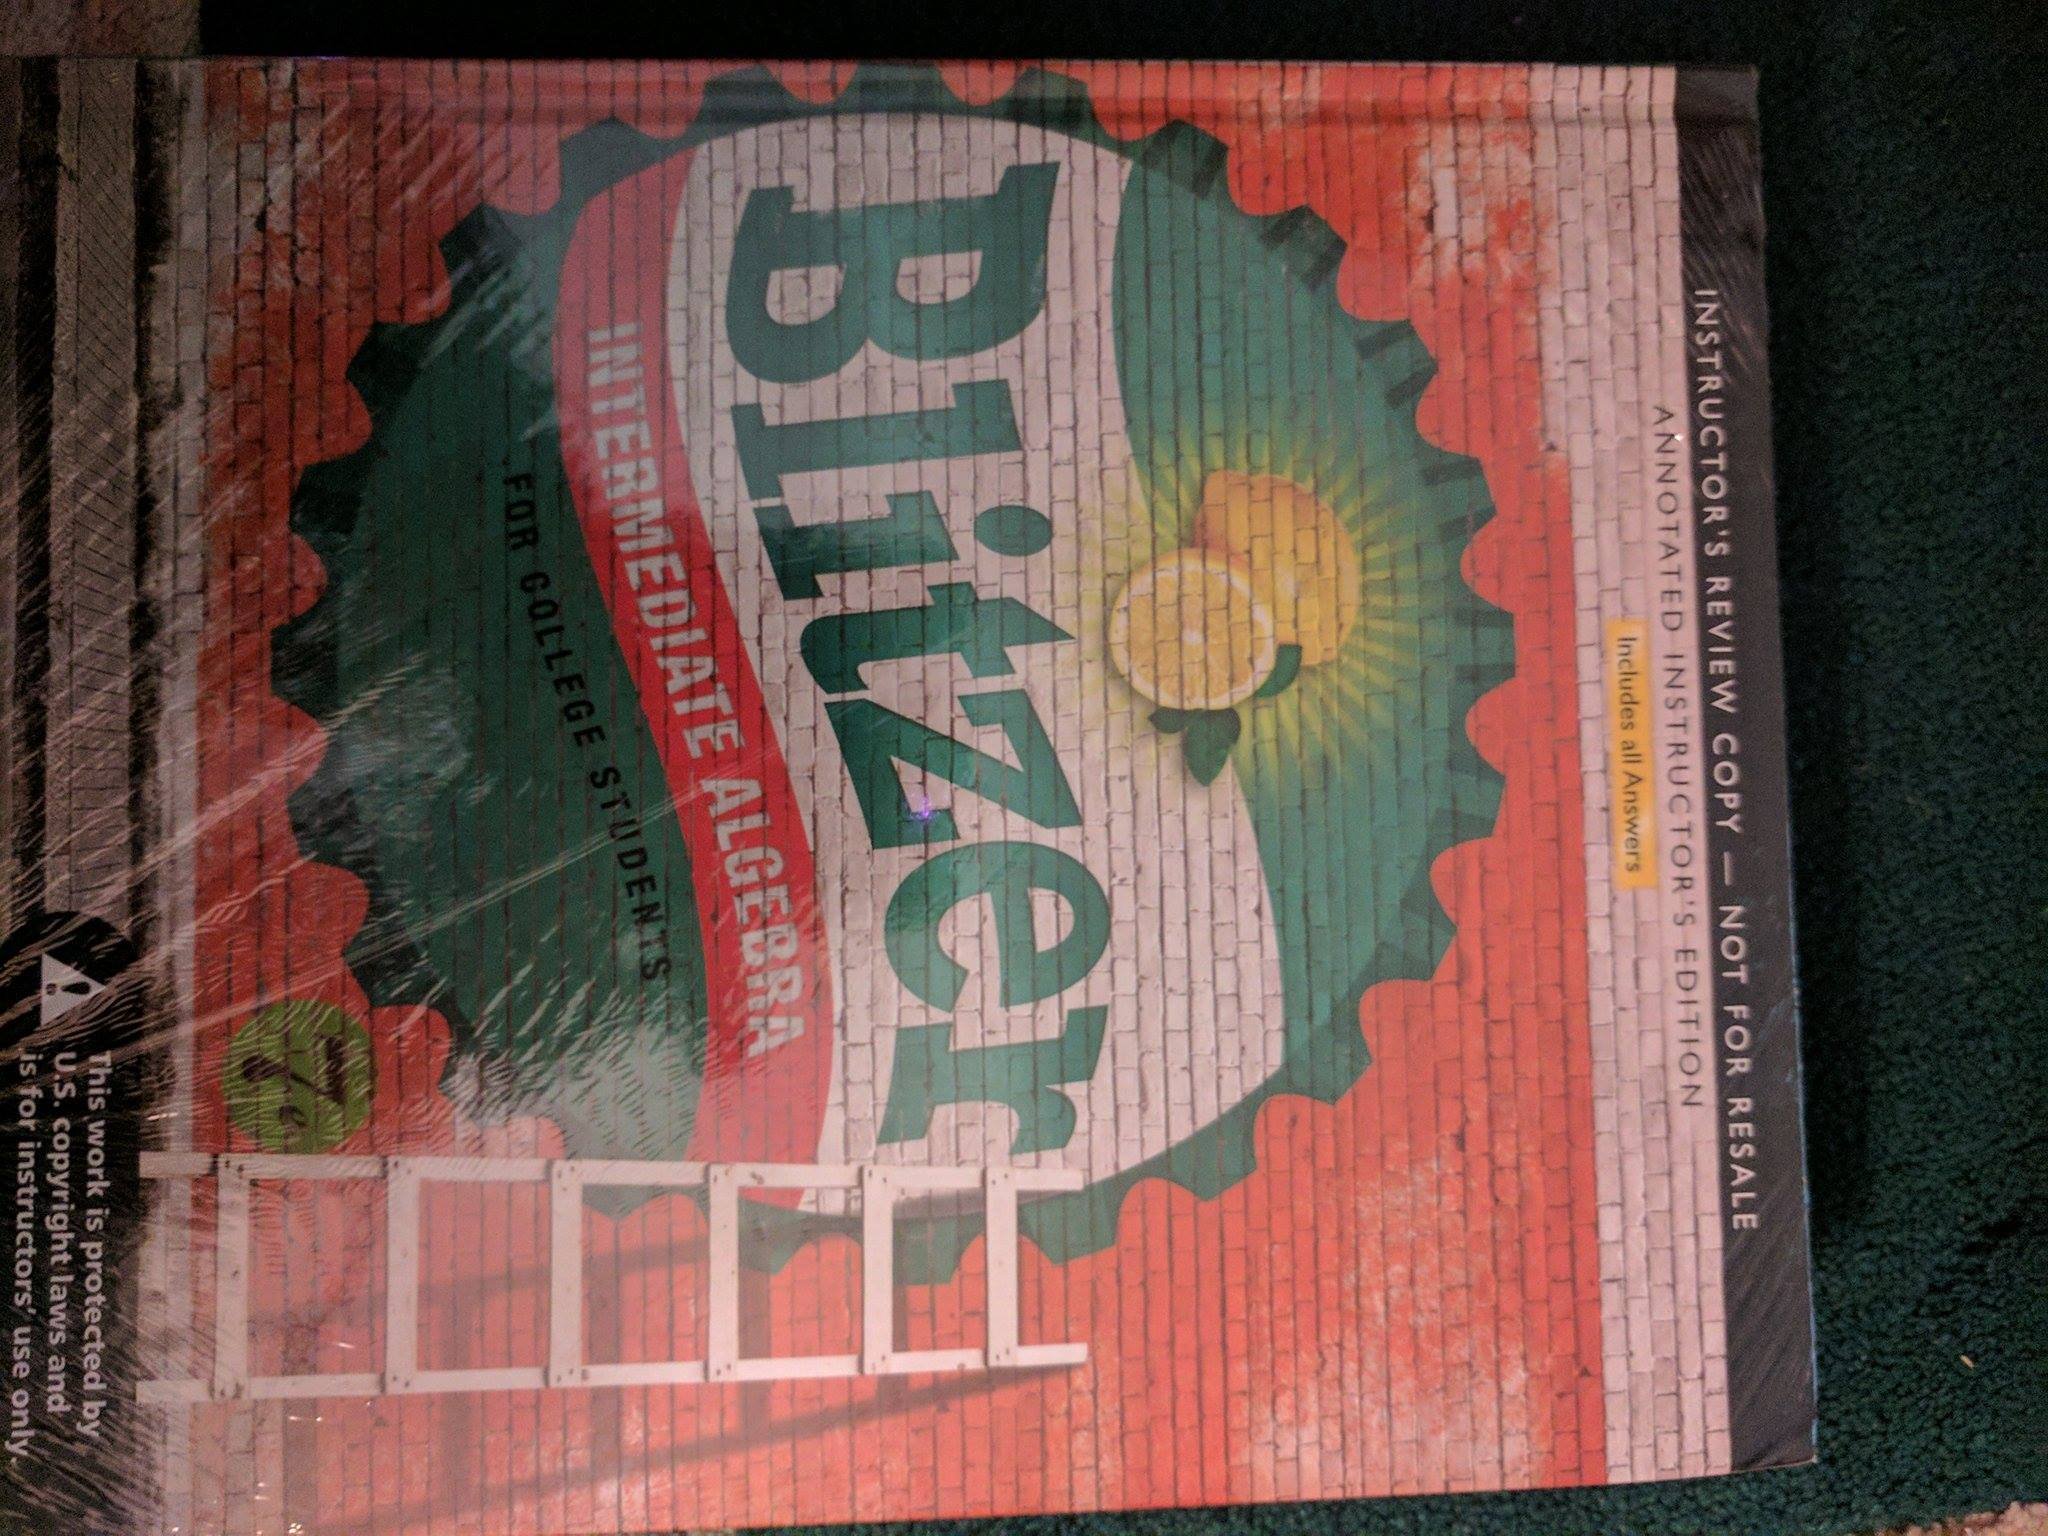 INSTRUCTOR'S REVIEW COPY — NOT FOR RESALE
ANNOTATED INSTRUCTOR'S EDITION
Includes all Answers
Blitzer
INTERMEDIATE ALGEBRA
FOR COLLEGE STUDENTS
This work is protected by
U.S. copyright laws and
is for instructors' use only.